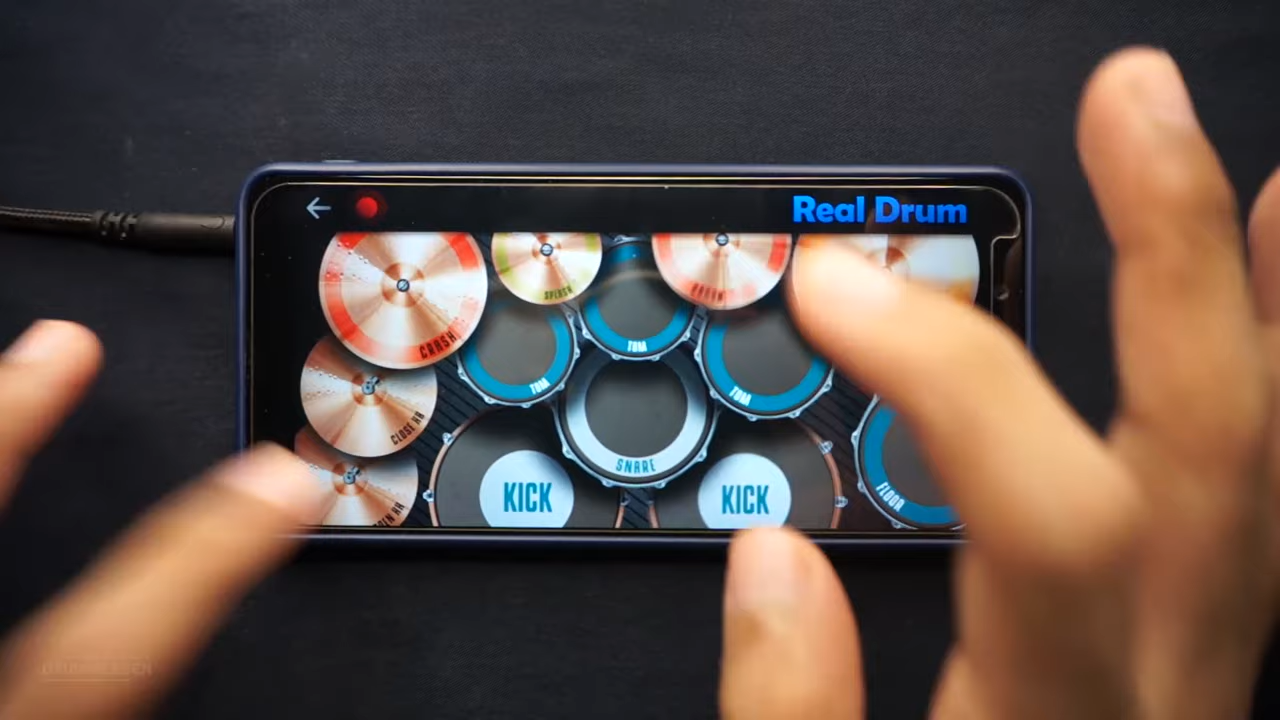 Real Drum
CRASH
SPLASH
CRASH
TOM
TOM
TOM
CLOSE HH
SNARE
KICK
KICK
FLOOR